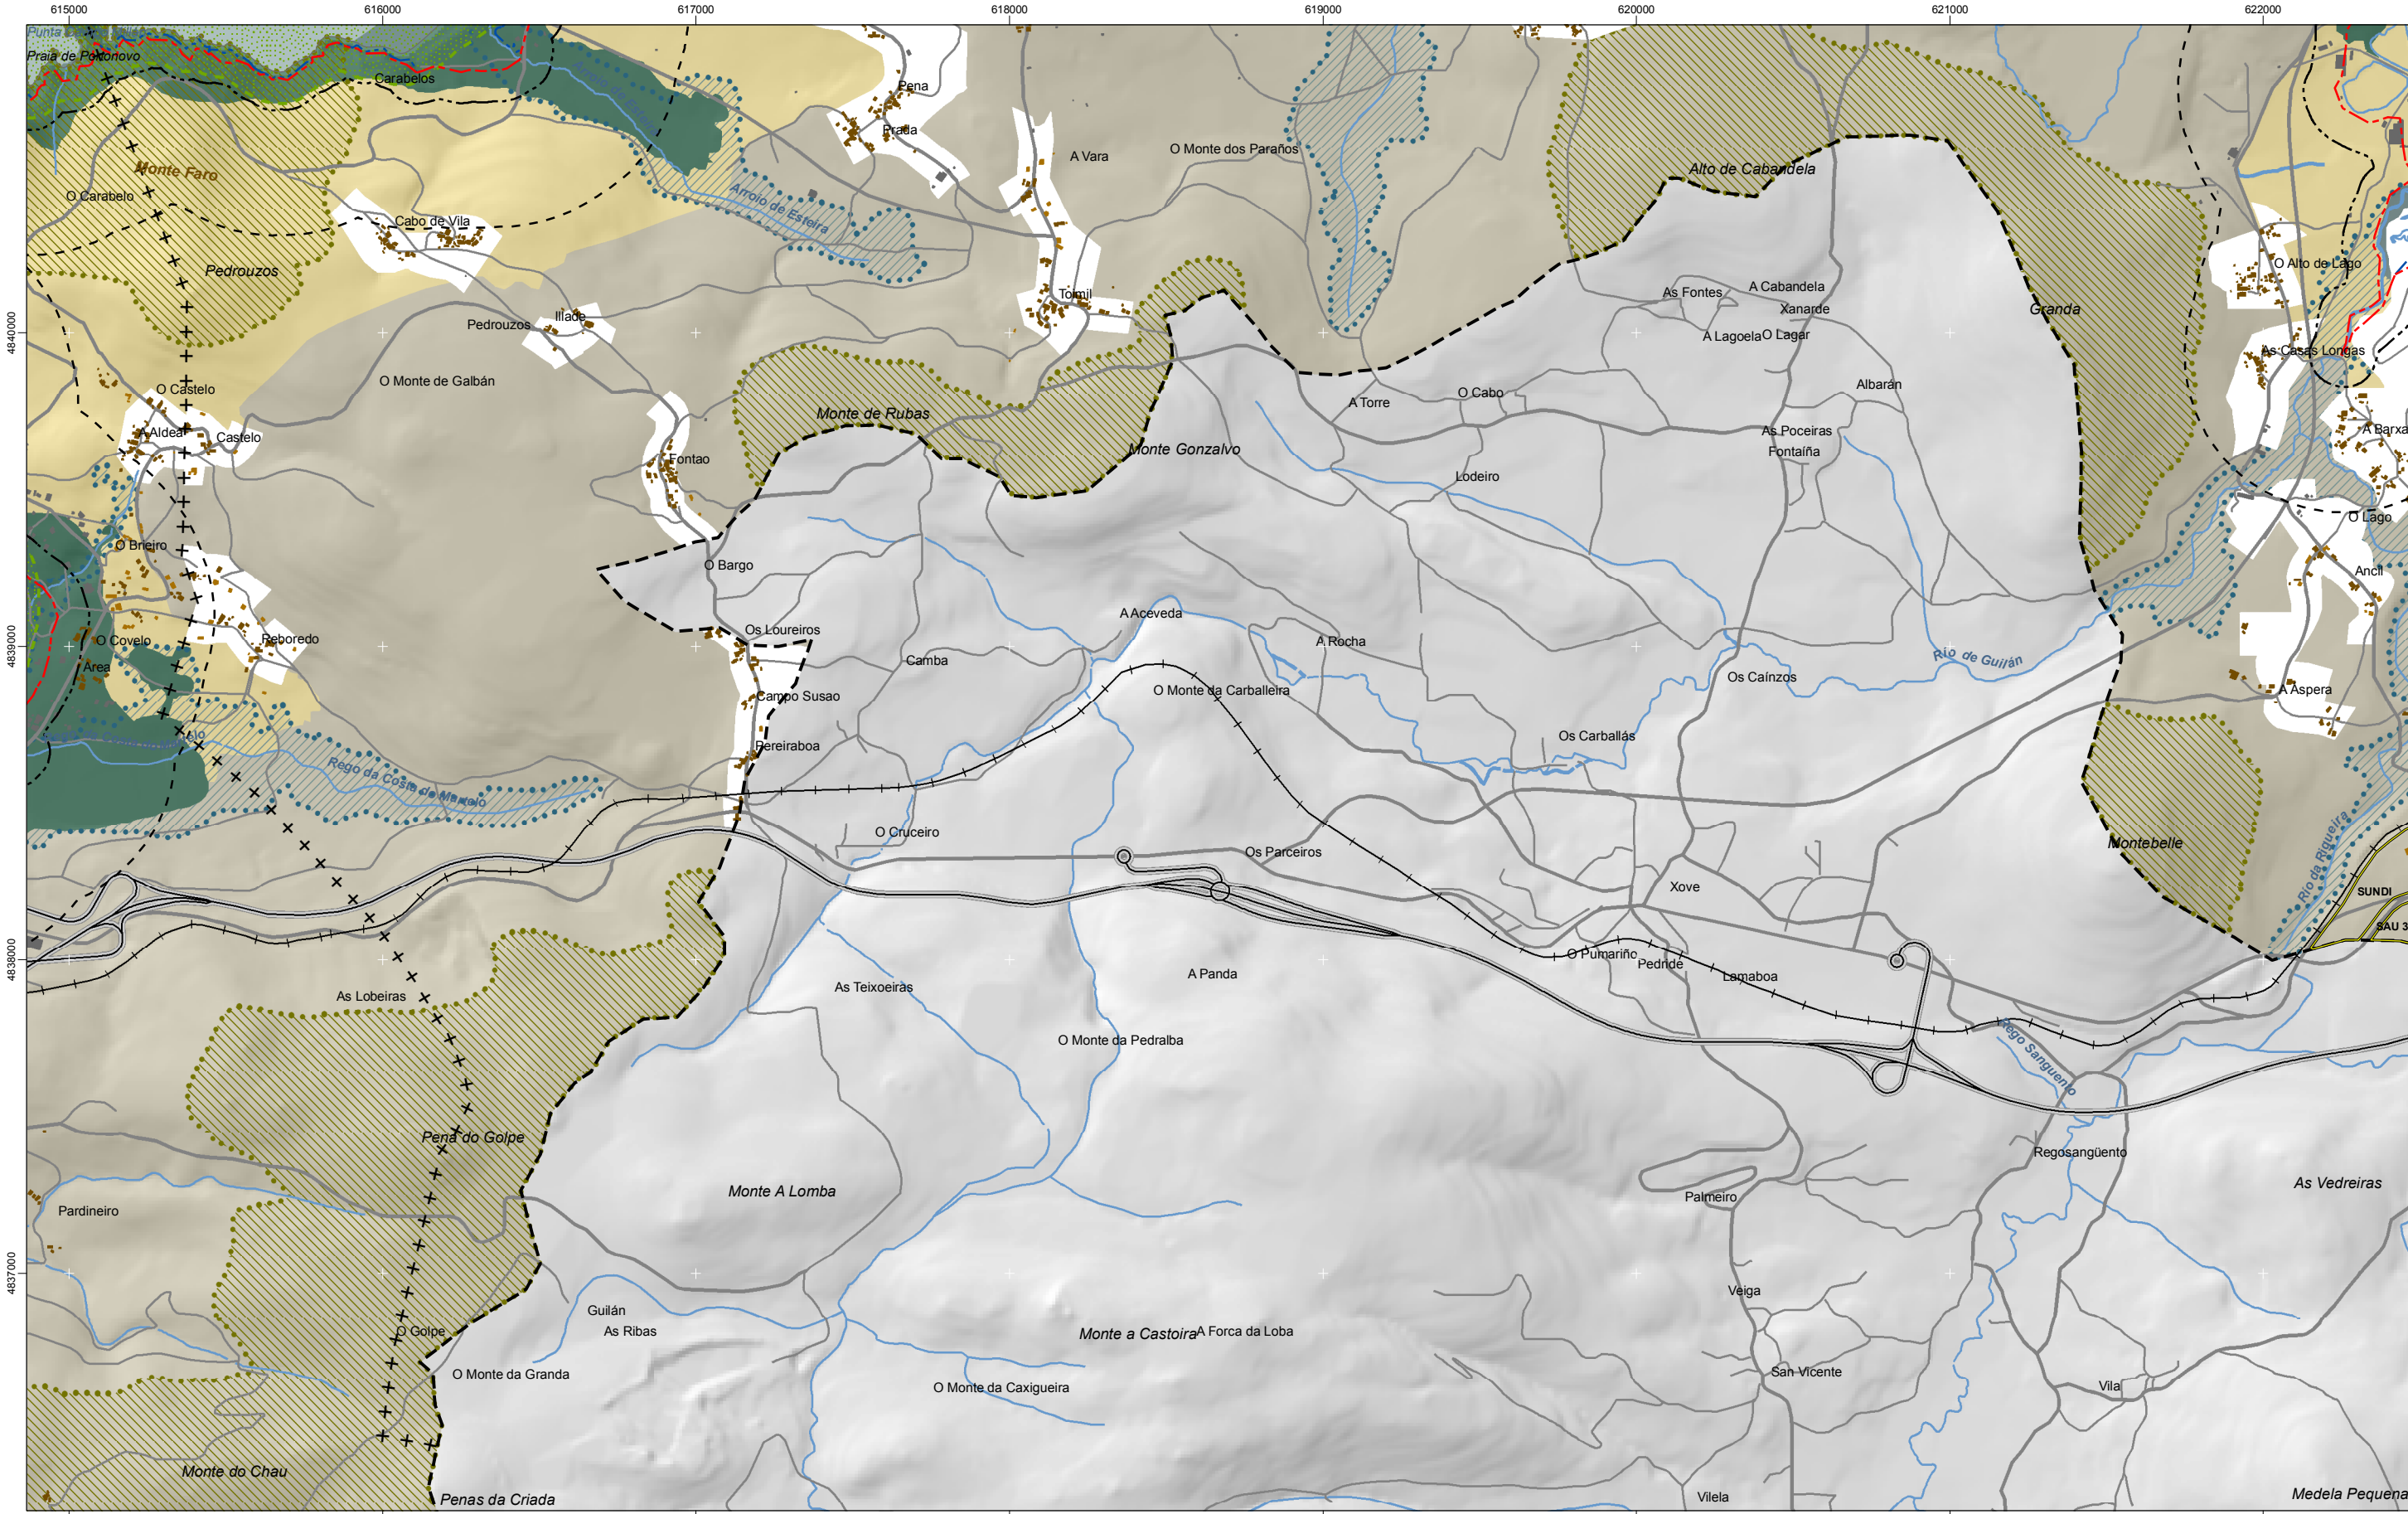 615000
616000
617000
618000
619000
620000
621000
622000
Praia de Portonovo
Carabelos
Pena
Prada
A Vara
O Monte dos Paraños
Alto de Cabandela
Monte Faro
O Carabelo
Cabo de Vila
Arroio de Esteira
Pedrouzos
O Alto de Lago
Toimil
As Fontes
A Cabandela
Xanarde
Granda
Illade
Pedrouzos
4840000
A Lagoela
O Lagar
As Casas Longas
O Monte de Galbán
O Castelo
O Cabo
Albarán
A Torre
Monte de Rubas
A Aldea
Castelo
As Poceiras
A Barxa
Monte Gonzalvo
Fontaíña
Fontao
Lodeiro
O Lago
O Brieiro
O Bargo
Ancil
A Aceveda
Os Loureiros
4839000
O Covelo
Reboredo
A Rocha
Area
Camba
Río de Guilán
Os Caínzos
O Monte da Carballeira
Campo Susao
A Aspera
Pereiraboa
Os Carballás
Rego da Costa do Martelo
O Cruceiro
Os Parceiros
Montebelle
Río da Rigueira
Xove
SUNDI
SAU 3
4838000
O Pumariño
Pedride
A Panda
Lamaboa
As Teixoeiras
As Lobeiras
Rego Sanguento
O Monte da Pedralba
Pena do Golpe
Regosangüento
Monte A Lomba
As Vedreiras
Palmeiro
Pardineiro
4837000
Veiga
Guilán
As Ribas
O Golpe
Monte a Castoira
A Forca da Loba
O Monte da Granda
San Vicente
O Monte da Caxigueira
Vila
Monte do Chau
Penas da Criada
Vilela
Medela Pequena